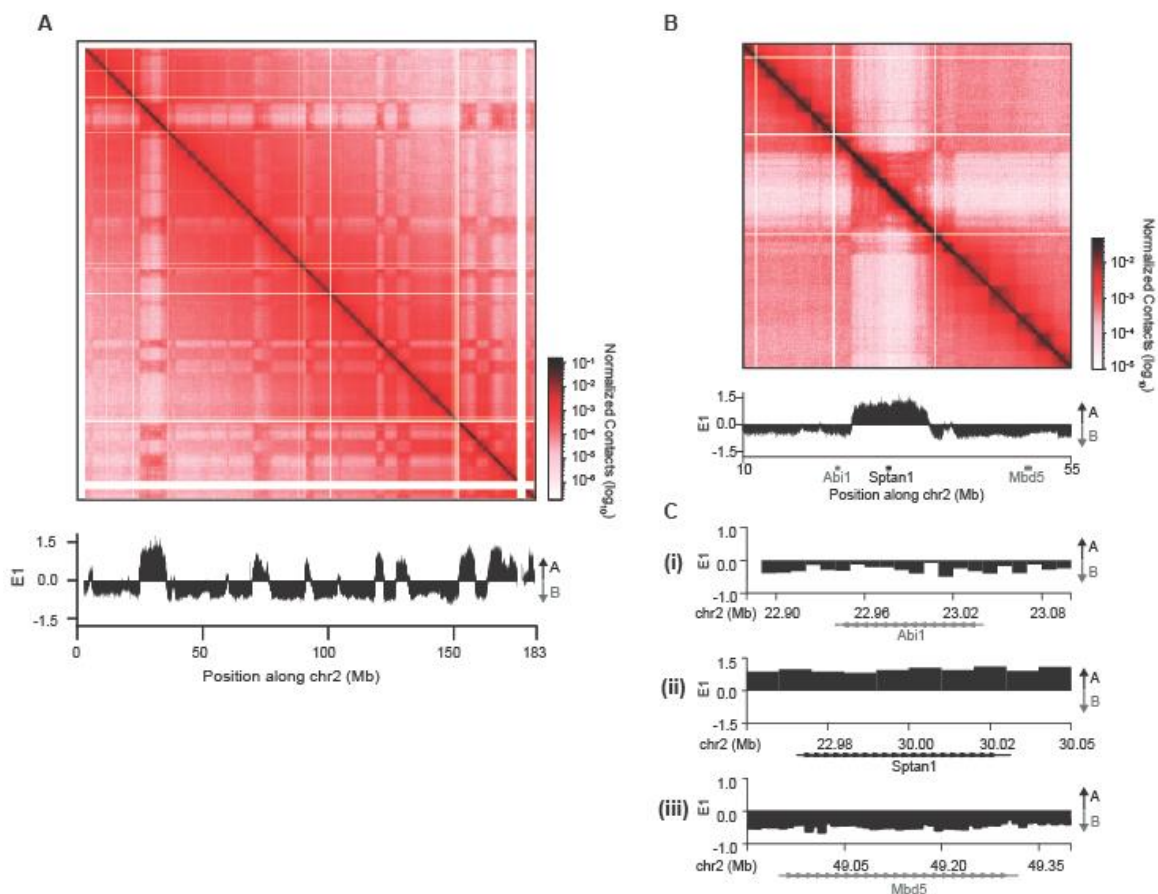 A
Normalized Contacts (log10)
10-1
10-2
10-3
10-4
10-5
10-6
E1
1.5
0.0
-1.5
A
B
0 50 100 150 183
Position along chr2 (Mb)
B
Normalized Contacts (log10)
10-2
10-3
10-4
10-5
E1
1.5
0.0
-1.5
A
B
10 55
Abi1 Sptan1 Mbd5
Position along chr2 (Mb)
C
(i)
E1
1.0
0.0
-1.0
A
B
chr2 (Mb) 22.90 22.96 23.02 23.08
Abi1
(ii)
E1
1.5
0.0
-1.5
A
B
chr2 (Mb) 22.98 30.00 30.02 30.05
Sptan1
(iii)
E1
1.0
0.0
-1.0
A
B
chr2 (Mb) 49.05 49.20 49.35
Mbd5